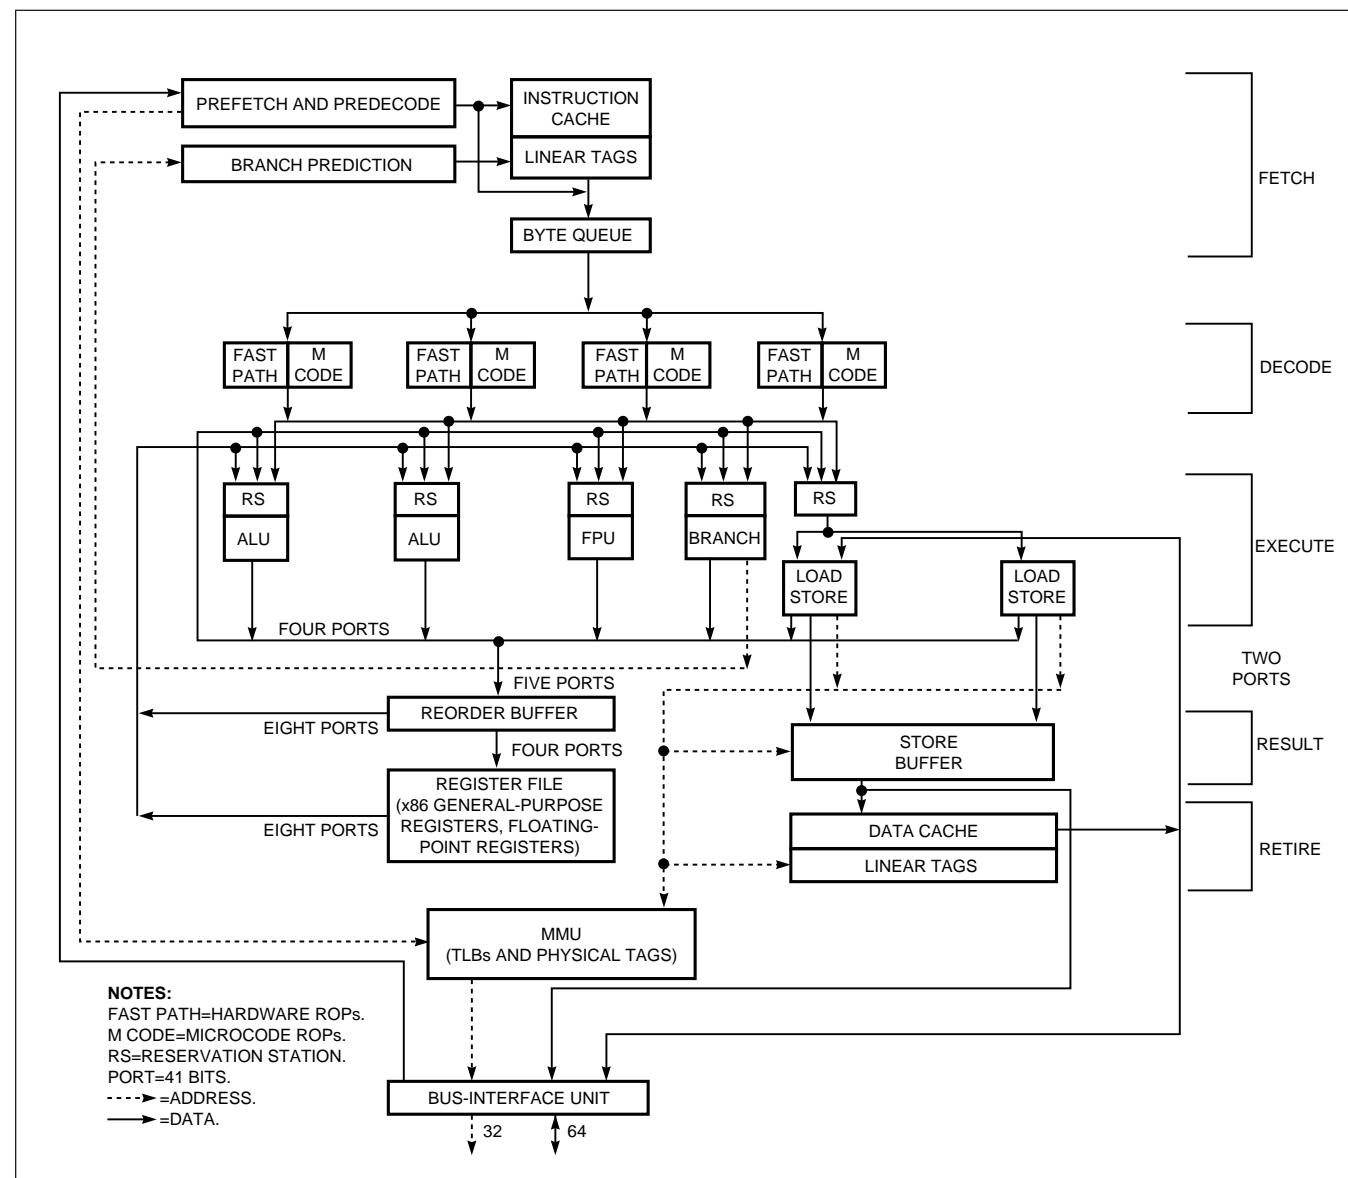 PREFETCH AND PREDECODE
INSTRUCTION
CACHE
BRANCH PREDICTION
LINEAR TAGS
FETCH
BYTE QUEUE
FAST
PATH
M
CODE
FAST
PATH
M
CODE
FAST
PATH
M
CODE
FAST
PATH
M
CODE
DECODE
RS
ALU
RS
ALU
RS
FPU
RS
BRANCH
RS
LOAD
STORE
LOAD
STORE
EXECUTE
FOUR PORTS
TWO
PORTS
FIVE PORTS
REORDER BUFFER
EIGHT PORTS
FOUR PORTS
STORE
BUFFER
RESULT
REGISTER FILE
(x86 GENERAL-PURPOSE
REGISTERS, FLOATING-
POINT REGISTERS)
EIGHT PORTS
DATA CACHE
LINEAR TAGS
RETIRE
MMU
(TLBs AND PHYSICAL TAGS)
NOTES:
FAST PATH=HARDWARE ROPs.
M CODE=MICROCODE ROPs.
RS=RESERVATION STATION.
PORT=41 BITS.
=ADDRESS.
=DATA.
BUS-INTERFACE UNIT
32
64